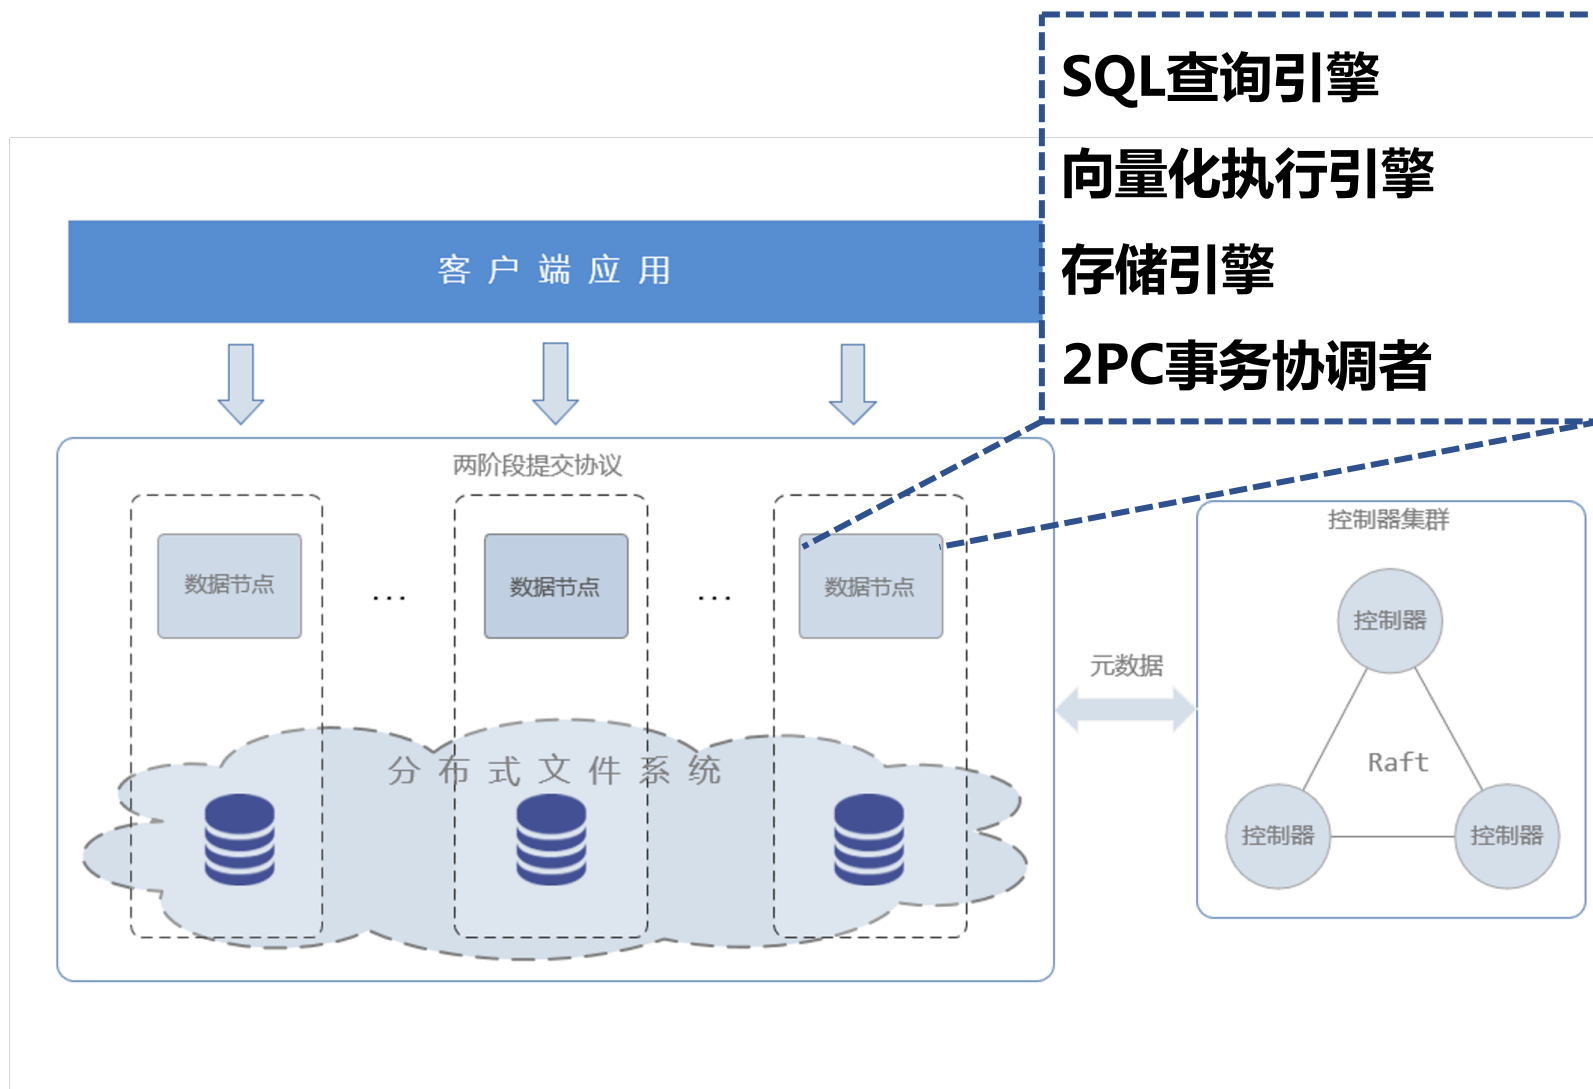 SQL查询引擎
向量化执行引擎
存储引擎
2PC事务协调者
客户端应用
两阶段提交协议
数据节点
...
数据节点
...
数据节点
分布式文件系统
元数据
控制器集群
控制器
Raft
控制器
控制器